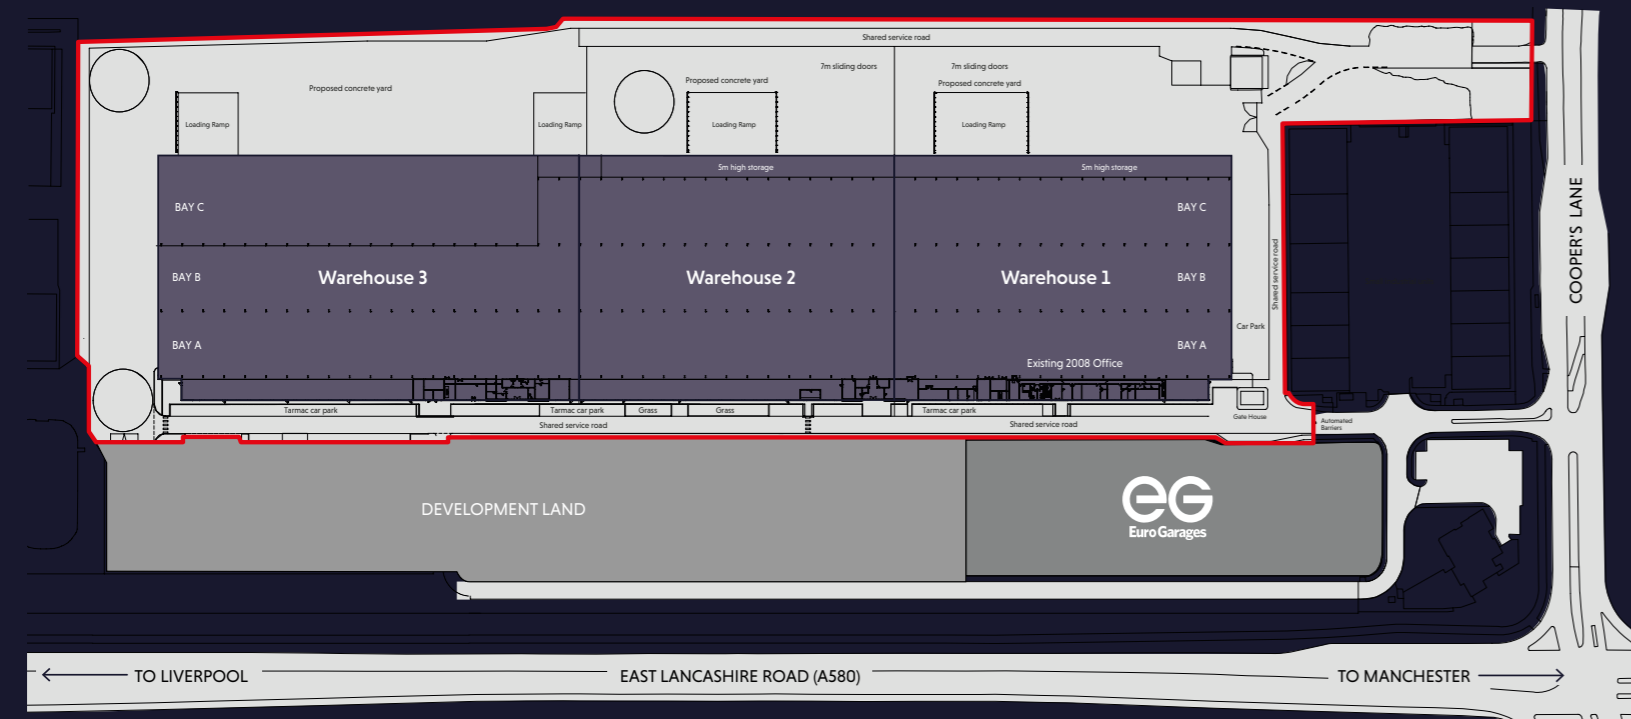 Shared service road
7m sliding doors
7m sliding doors
Proposed concrete yard
Proposed concrete yard
Proposed concrete yard
Loading Ramp
Loading Ramp
Loading Ramp
Loading Ramp
5m high storage
5m high storage
BAY C
BAY C
COOPER'S LANE
Shared service road
BAY B
Warehouse 3
Warehouse 2
Warehouse 1
BAY B
Car Park
BAY A
BAY A
Existing 2008 Office
Tarmac car park
Tarmac car park
Grass
Grass
Tarmac car park
Gate House
Shared service road
Shared service road
Automated
Barriers
DEVELOPMENT LAND
eG
Euro Garages
TO LIVERPOOL
EAST LANCASHIRE ROAD (A580)
TO MANCHESTER